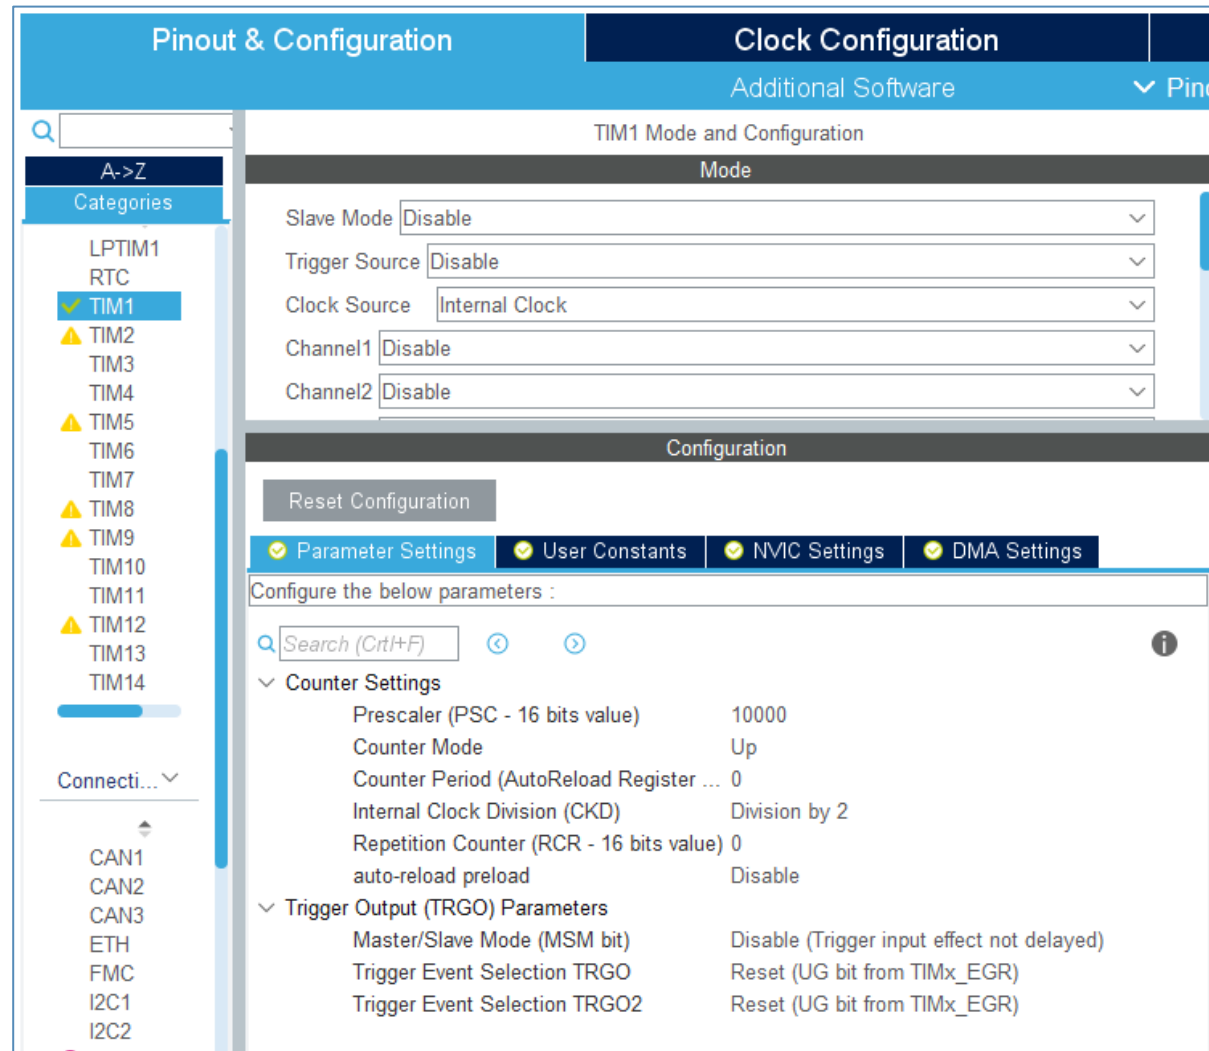 Pinout & Configuration
Clock Configuration
Additional Software
Pin
TIM1 Mode and Configuration
A->Z
Mode
Categories
Slave Mode Disable
LPTIM1
Trigger Source Disable
RTC
TIM1
Clock Source Internal Clock
TIM2
Channel1 Disable
TIM3
TIM4
Channel2 Disable
TIM5
TIM6
Configuration
TIM7
Reset Configuration
TIM8
TIM9
Parameter Settings
User Constants
NVIC Settings
DMA Settings
TIM10
TIM11
Configure the below parameters :
TIM12
Search (Crtl+F)
TIM13
TIM14
Counter Settings
Prescaler (PSC - 16 bits value) 10000
Counter Mode Up
Connecti...
Counter Period (AutoReload Register ... 0
Internal Clock Division (CKD) Division by 2
Repetition Counter (RCR - 16 bits value) 0
CAN1
auto-reload preload Disable
CAN2
Trigger Output (TRGO) Parameters
CAN3
ETH
Master/Slave Mode (MSM bit) Disable (Trigger input effect not delayed)
FMC
Trigger Event Selection TRGO Reset (UG bit from TIMx_EGR)
I2C1
Trigger Event Selection TRGO2 Reset (UG bit from TIMx_EGR)
I2C2